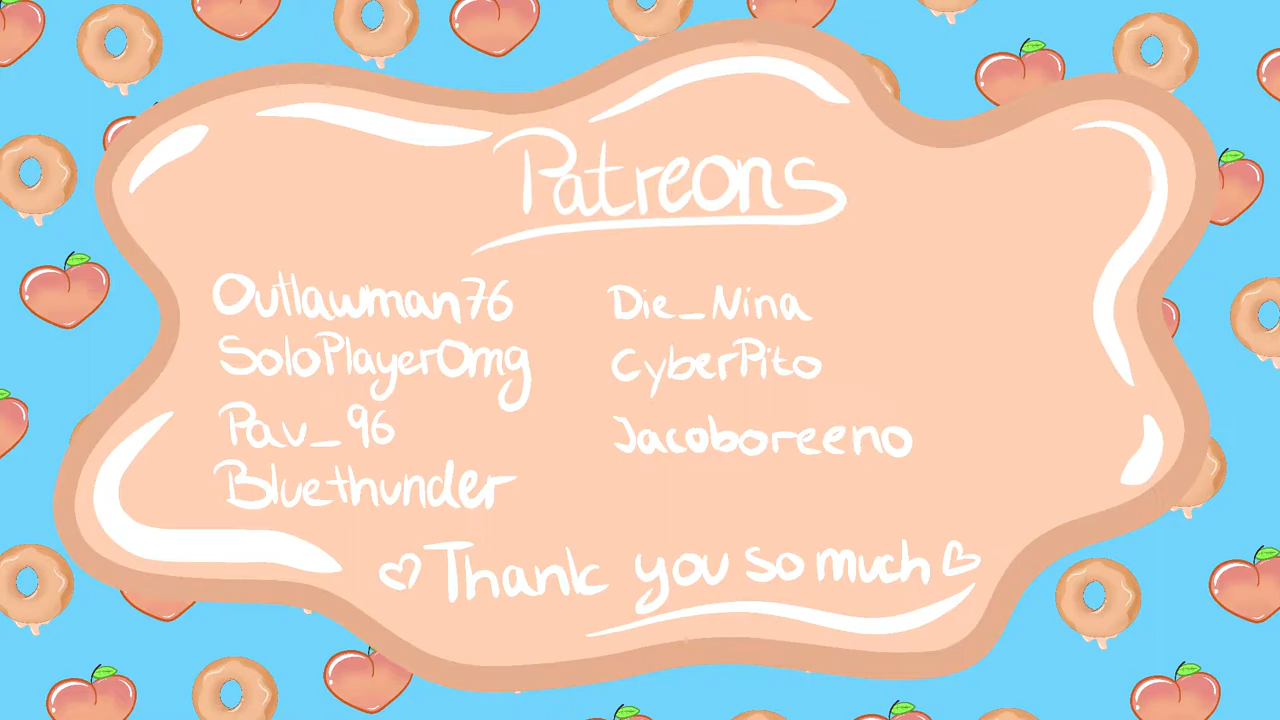 Patreons
Outlawman76
SoloPlayerOmg
Pav_96
Bluethunder
Die_Nina
CyberPito
Jacoboreeno
♡Thank you so much♡